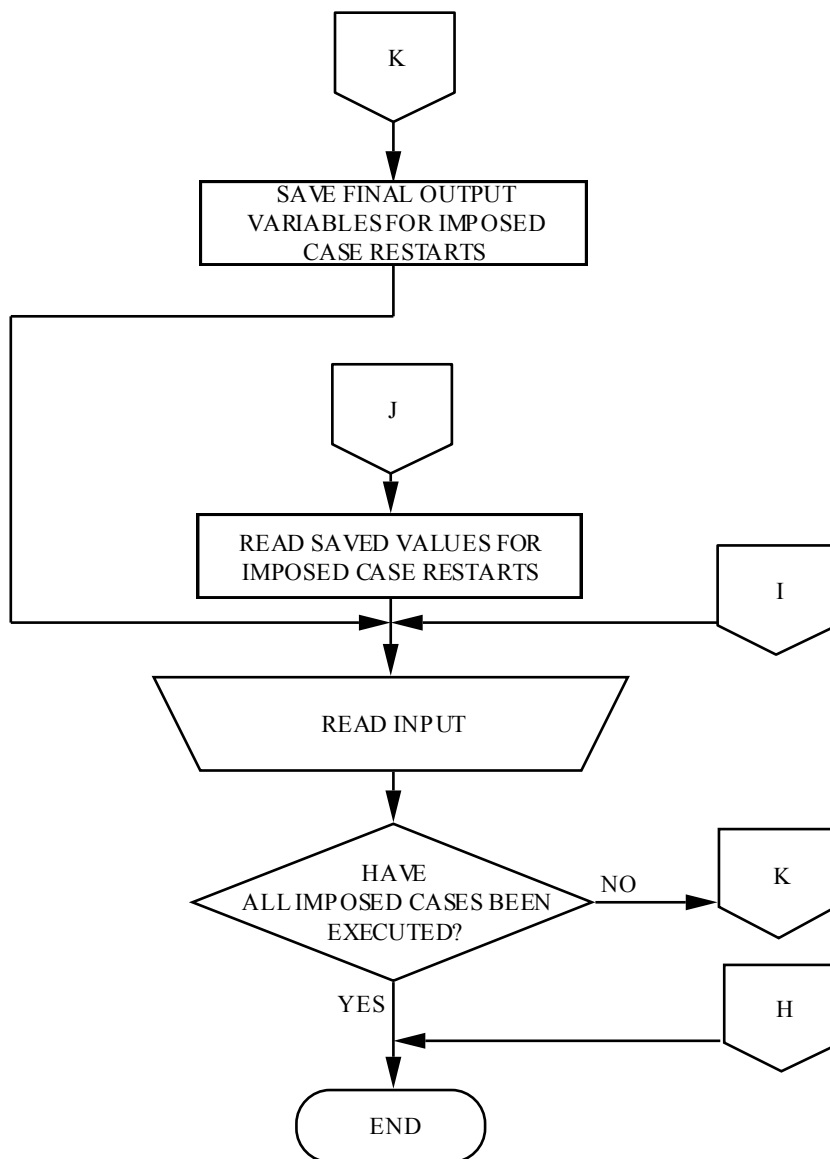 K
SAVE FINAL OUTPUT
VARIABLES FOR IMPOSED
CASE RESTARTS
J
READ SAVED VALUES FOR
IMPOSED CASE RESTARTS
I
READ INPUT
HAVE
ALL IMPOSED CASES BEEN
EXECUTED?
NO
K
YES
H
END